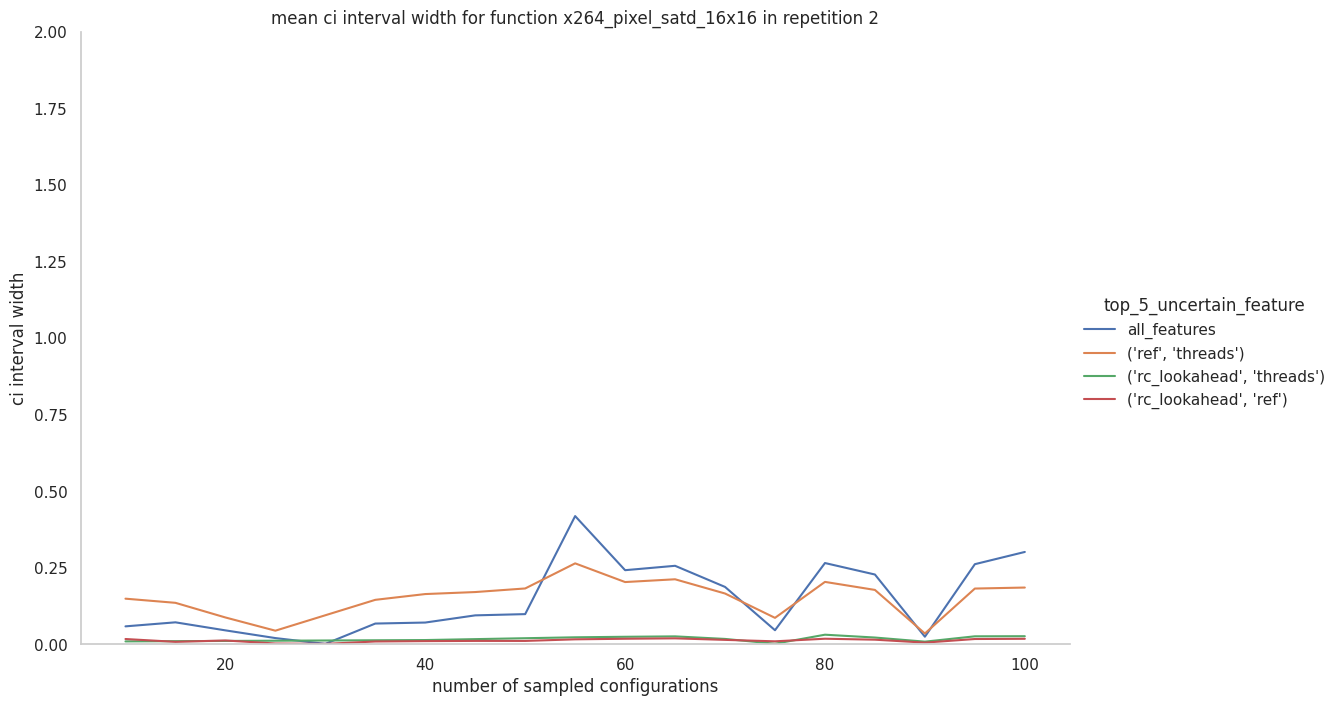 mean ci interval width for function x264_pixel_satd_16x16 in repetition 2
2.00
1.75
1.50
1.25
1.00
0.75
0.50
0.25
0.00
ci interval width
20
40
60
80
100
number of sampled configurations
top_5_uncertain_feature
all_features
('ref', 'threads')
('rc_lookahead', 'threads')
('rc_lookahead', 'ref')